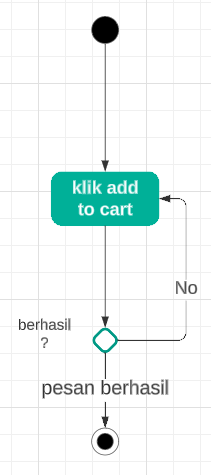 klik add
to cart
No
berhasil
?
pesan berhasil